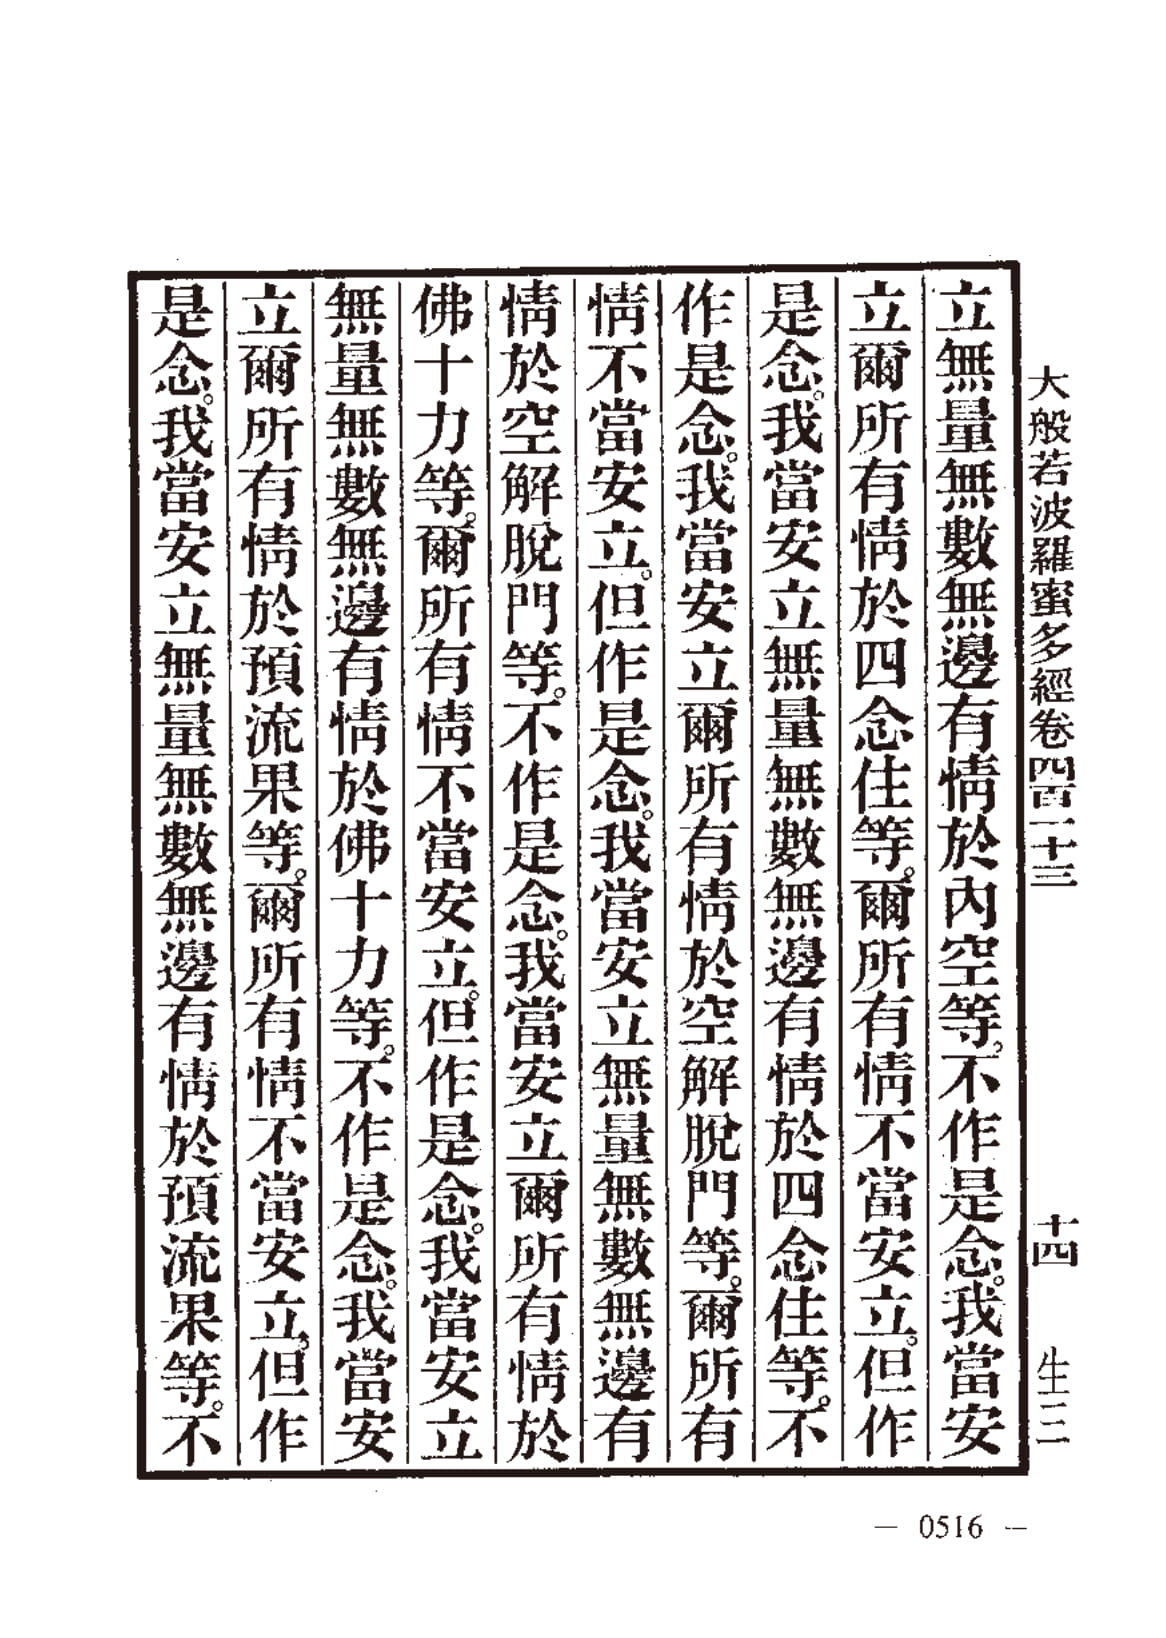 大般若波羅蜜多經卷四百一十三　十四　生三
立無量無數無邊有情於內空等。不作是念。我當安
立爾所有情於四念住等。爾所有情不當安立。但作
是念。我當安立無量無數無邊有情於四念住等。不
作是念。我當安立爾所有情於空解脫門等。爾所有
情不當安立。但作是念。我當安立無量無數無邊有
情於空解脫門等。不作是念。我當安立爾所有情於
佛十力等。爾所有情不當安立。但作是念。我當安立
無量無數無邊有情於佛十力等。不作是念。我當安
立爾所有情於預流果等。爾所有情不當安立。但作
是念。我當安立無量無數無邊有情於預流果等。不
— 0516 —